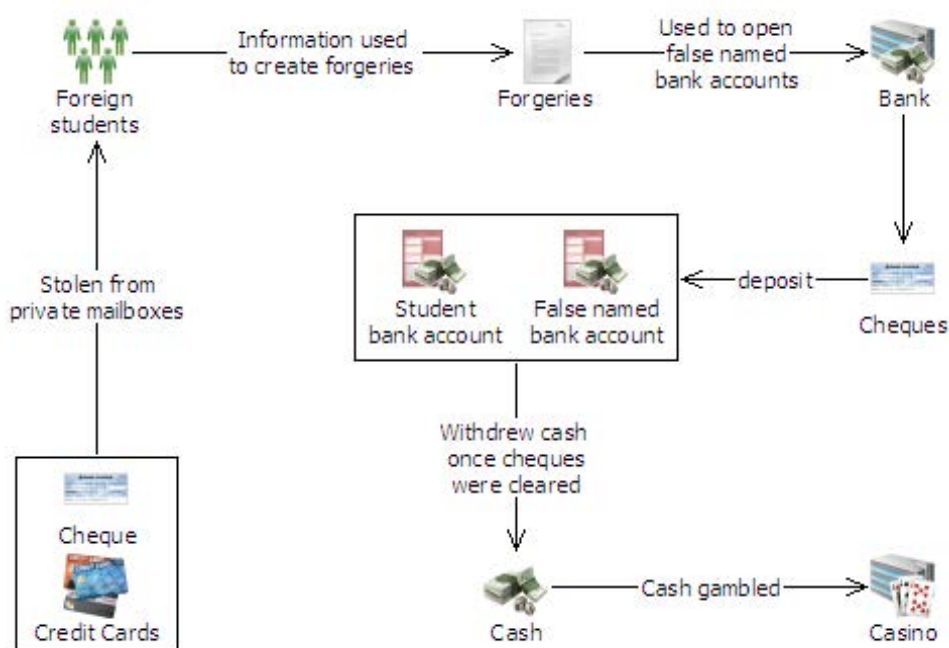 Information used
to create forgeries
Used to open
false named
bank accounts
Foreign
students
Forgeries
Bank
Stolen from
private mailboxes
Student
bank account
False named
bank account
deposit
Cheques
Withdrew cash
once cheques
were cleared
Cheque
Credit Cards
Cash
Cash gambled
Casino